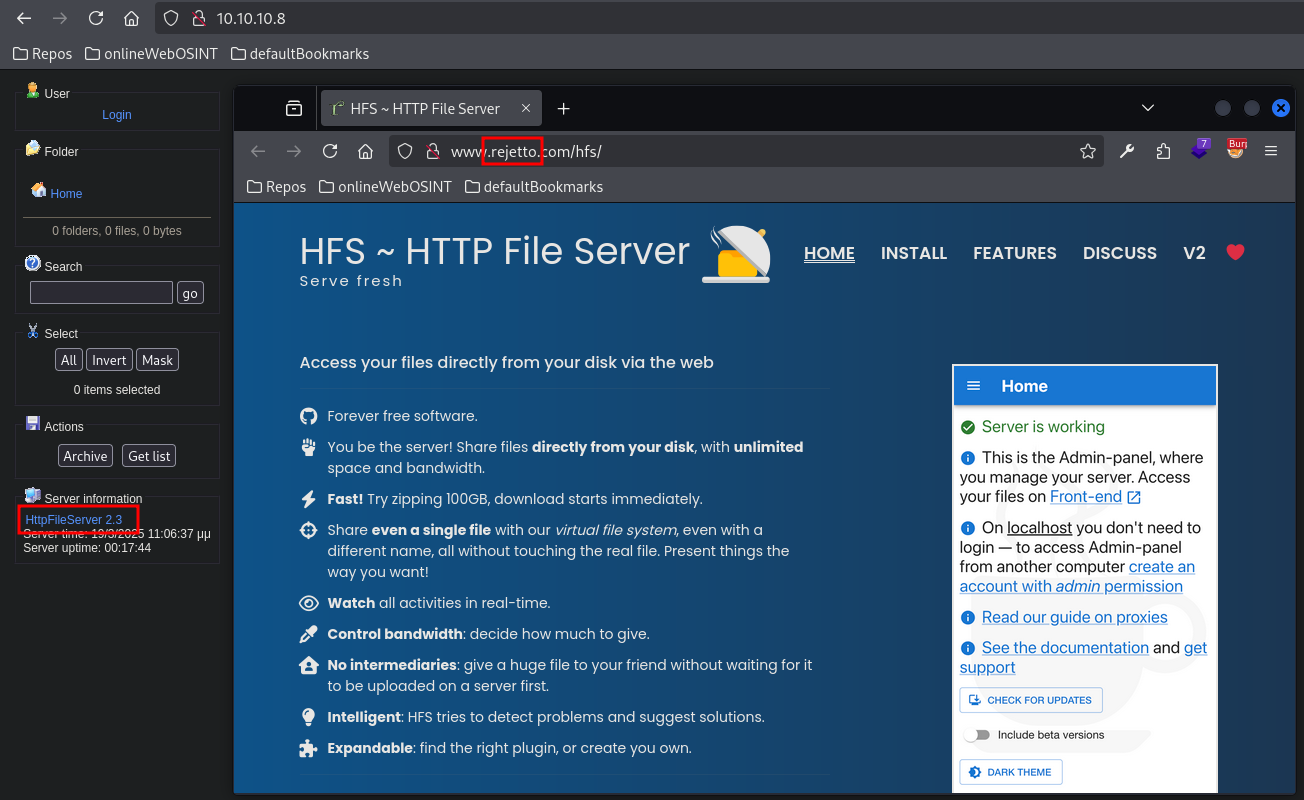 10.10.10.8
Repos onlineWebOSINT defaultBookmarks
User
Login
Folder
Home
0 folders, 0 files, 0 bytes
Search
go
Select
All Invert Mask
0 items selected
Actions
Archive Get list
Server information
HttpFileServer 2.3
Server time: 19/3/2025 11:06:37 μμ
Server uptime: 00:17:44
HFS ~ HTTP File Server
www.rejetto.com/hfs/
7
Burp
Repos onlineWebOSINT defaultBookmarks
HFS ~ HTTP File Server
Serve fresh
HOME INSTALL FEATURES DISCUSS V2
Access your files directly from your disk via the web
Forever free software.
You be the server! Share files directly from your disk, with unlimited
space and bandwidth.
Fast! Try zipping 100GB, download starts immediately.
Share even a single file with our virtual file system, even with a
different name, all without touching the real file. Present things the
way you want!
Watch all activities in real-time.
Control bandwidth: decide how much to give.
No intermediaries: give a huge file to your friend without waiting for it
to be uploaded on a server first.
Intelligent: HFS tries to detect problems and suggest solutions.
Expandable: find the right plugin, or create you own.
Home
Server is working
This is the Admin-panel, where
you manage your server. Access
your files on Front-end
On localhost you don't need to
login — to access Admin-panel
from another computer create an
account with admin permission
Read our guide on proxies
See the documentation and get
support
CHECK FOR UPDATES
Include beta versions
DARK THEME